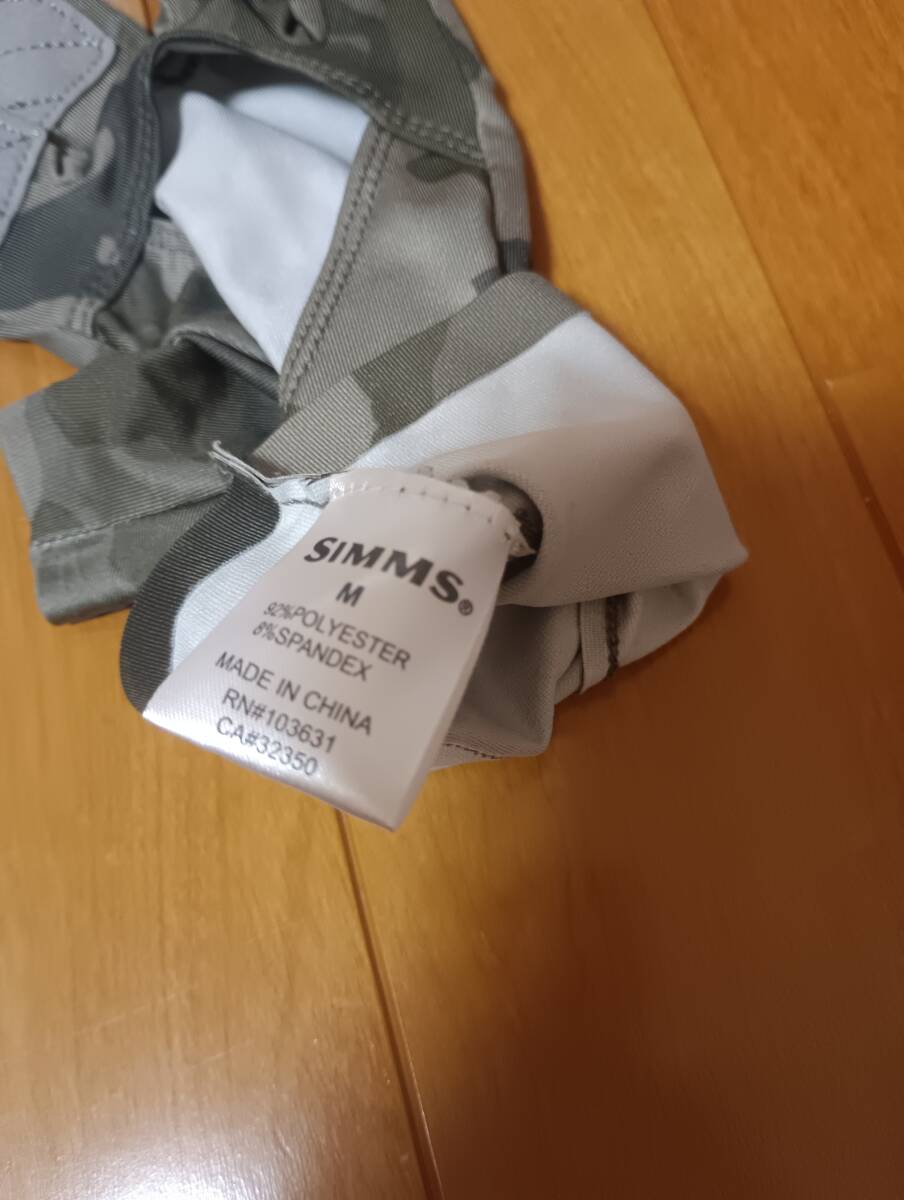 SIMMS®
M
92%POLYESTER
8%SPANDEX
MADE IN CHINA
RN#103631
CA#32350